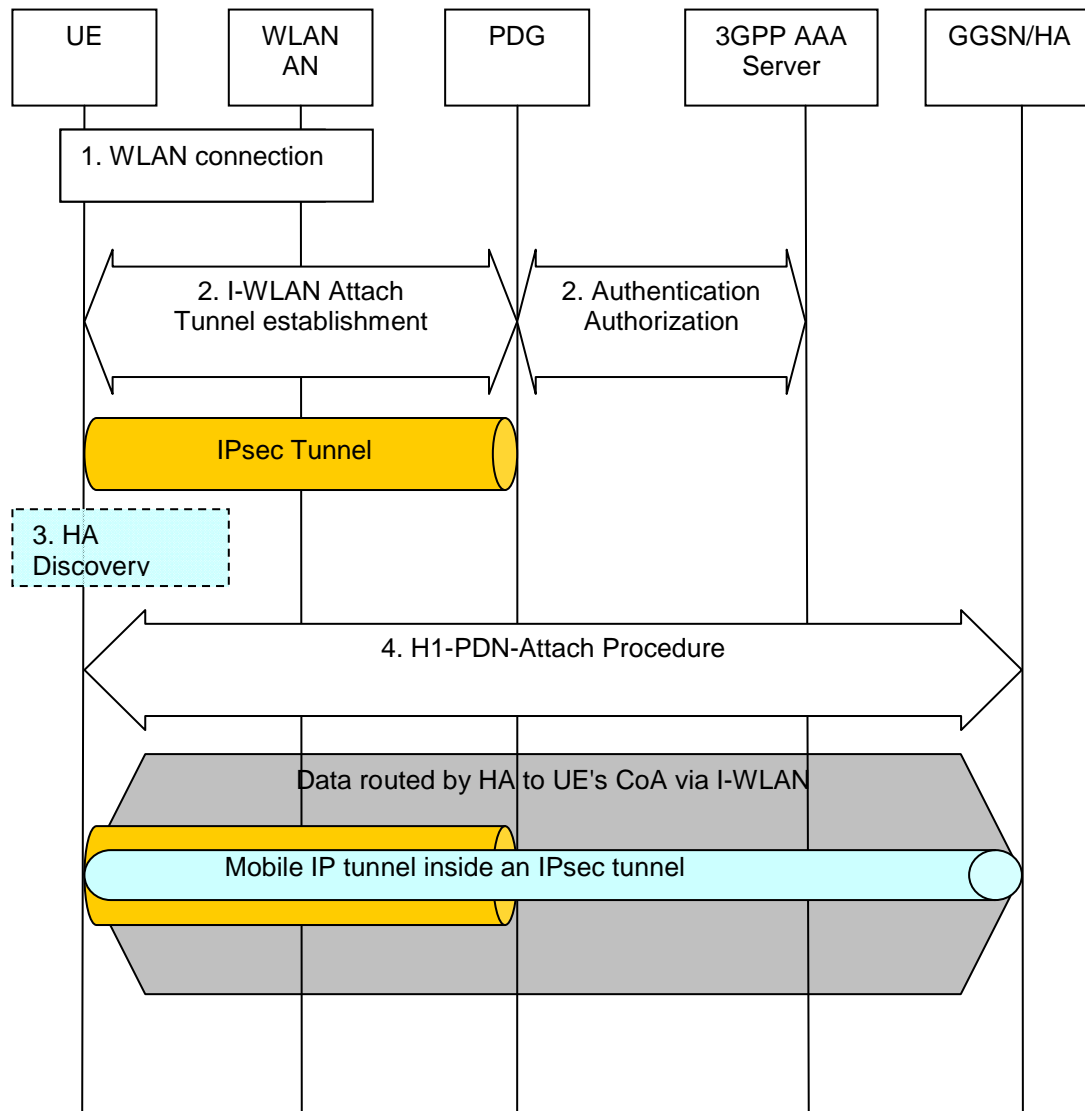 UE
WLAN
AN
PDG
3GPP AAA
Server
GGSN/HA
1. WLAN connection
2. I-WLAN Attach
Tunnel establishment
2. Authentication
Authorization
IPsec Tunnel
3. HA
Discovery
4. H1-PDN-Attach Procedure
Data routed by HA to UE's CoA via I-WLAN
Mobile IP tunnel inside an IPsec tunnel